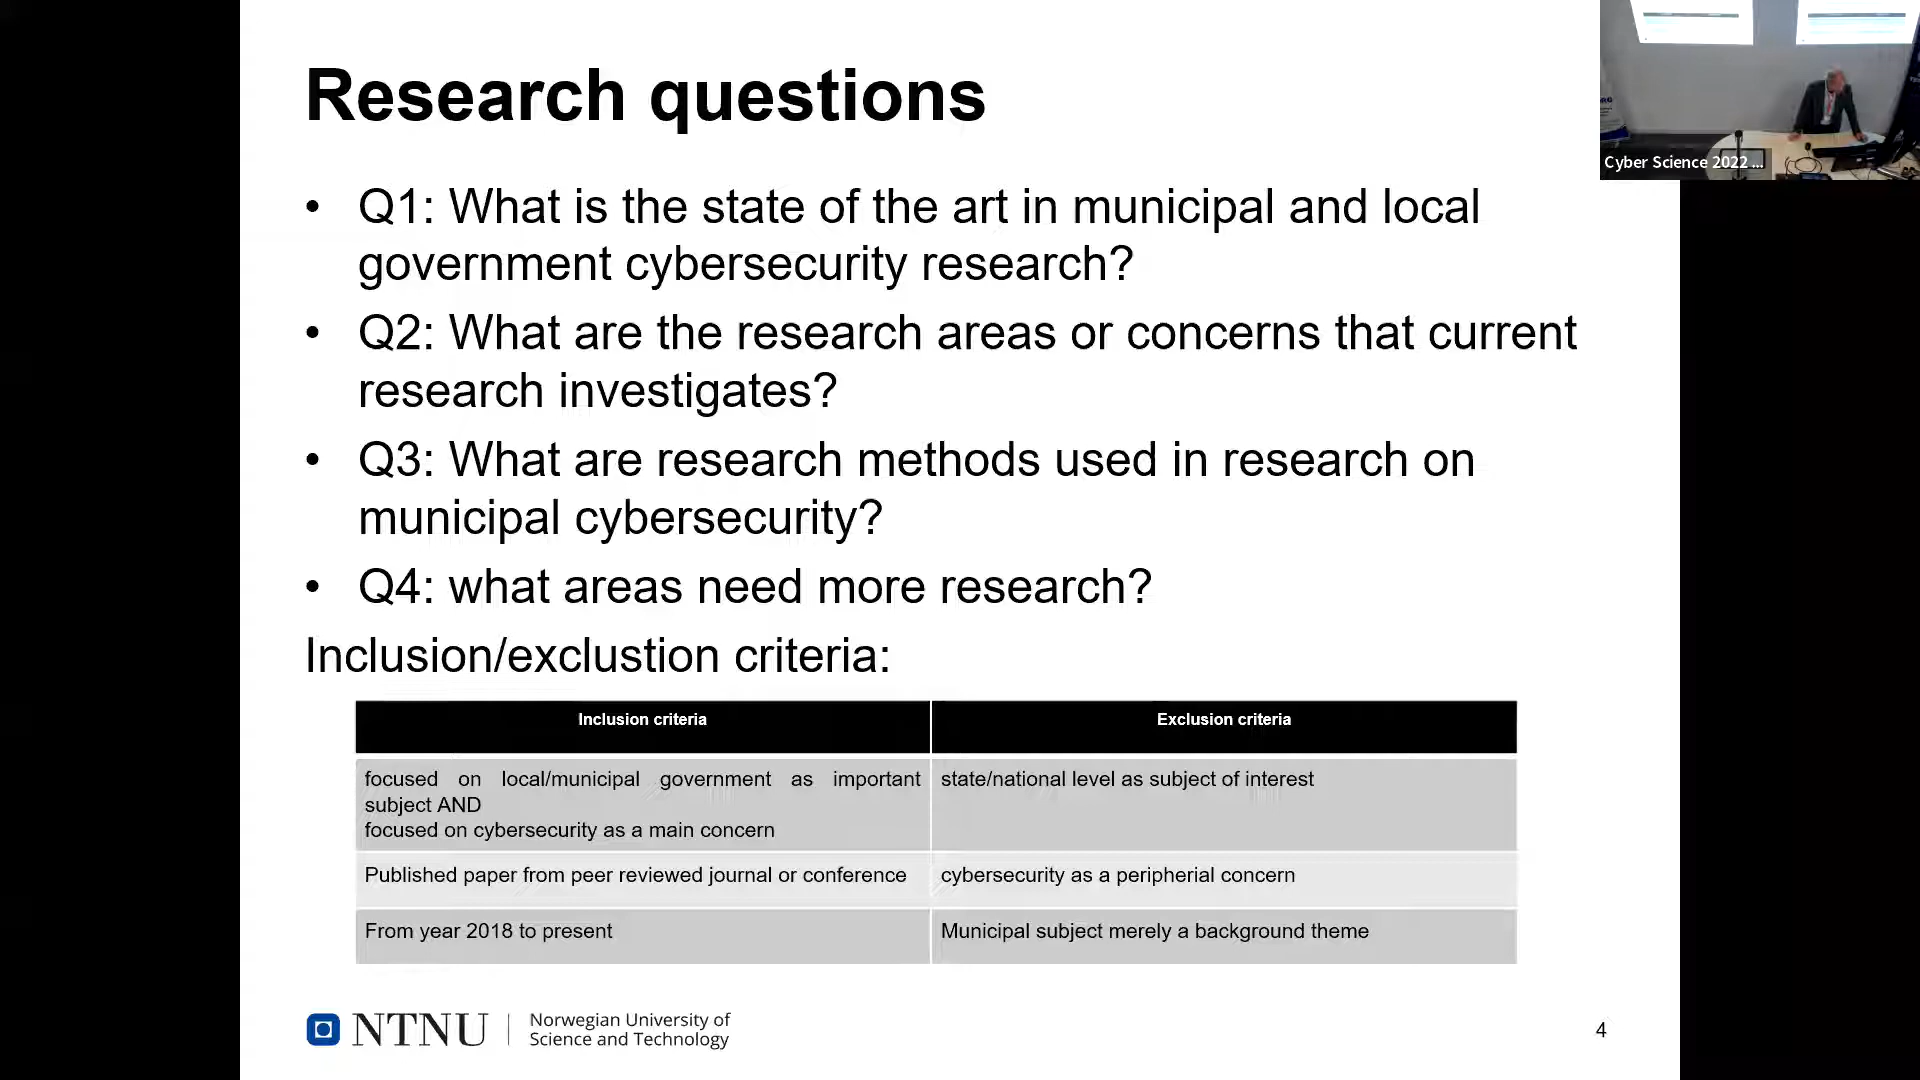 Research questions
• Q1: What is the state of the art in municipal and local
government cybersecurity research?
• Q2: What are the research areas or concerns that current
research investigates?
• Q3: What are research methods used in research on
municipal cybersecurity?
• Q4: what areas need more research?
Inclusion/exclustion criteria:
Inclusion criteria
Exclusion criteria
focused on local/municipal government as important
subject AND
focused on cybersecurity as a main concern
state/national level as subject of interest
Published paper from peer reviewed journal or conference
cybersecurity as a peripherial concern
From year 2018 to present
Municipal subject merely a background theme
NTNU
Norwegian University of
Science and Technology
4
Cyber Science 2022 ...